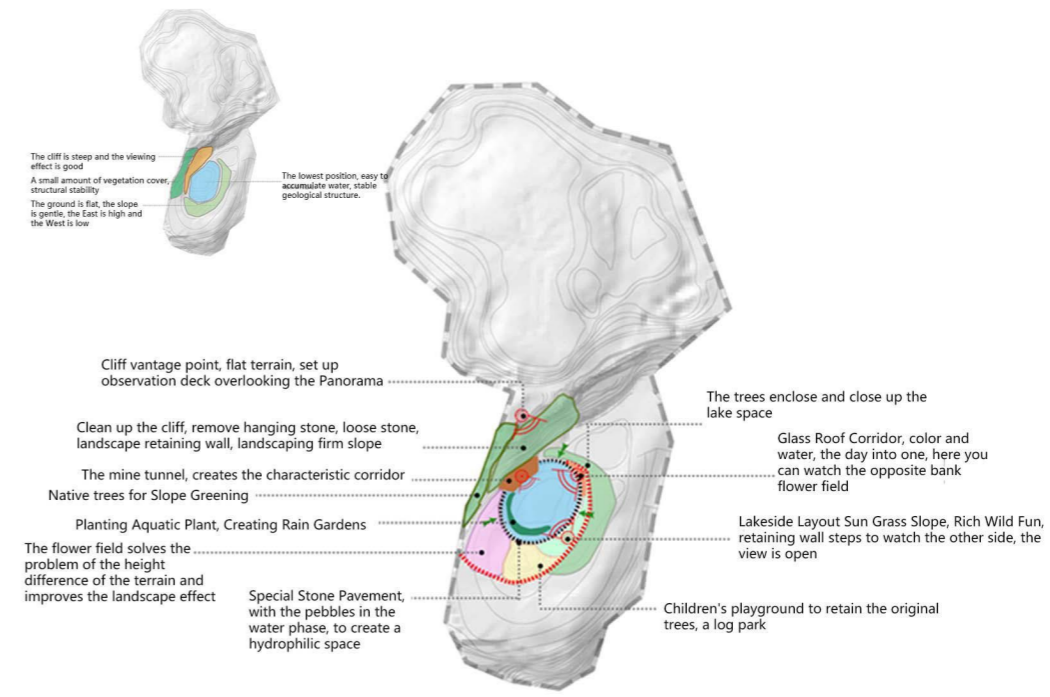 The cliff is steep and the viewing
effect is good
A small amount of vegetation cover,
structural stability
The ground is flat, the slope
is gentle, the East is high and
the West is low
The lowest position, easy to
accumulate water, stable
geological structure.
Cliff vantage point, flat terrain, set up
observation deck overlooking the Panorama
Clean up the cliff, remove hanging stone, loose stone,
landscape retaining wall, landscaping firm slope
The mine tunnel, creates the characteristic corridor
Native trees for Slope Greening
Planting Aquatic Plant, Creating Rain Gardens
The flower field solves the
problem of the height
difference of the terrain and
improves the landscape effect
Special Stone Pavement,
with the pebbles in the
water phase, to create a
hydrophilic space
The trees enclose and close up the
lake space
Glass Roof Corridor, color and
water, the day into one, here you
can watch the opposite bank
flower field
Lakeside Layout Sun Grass Slope, Rich Wild Fun,
retaining wall steps to watch the other side, the
view is open
Children's playground to retain the original
trees, a log park